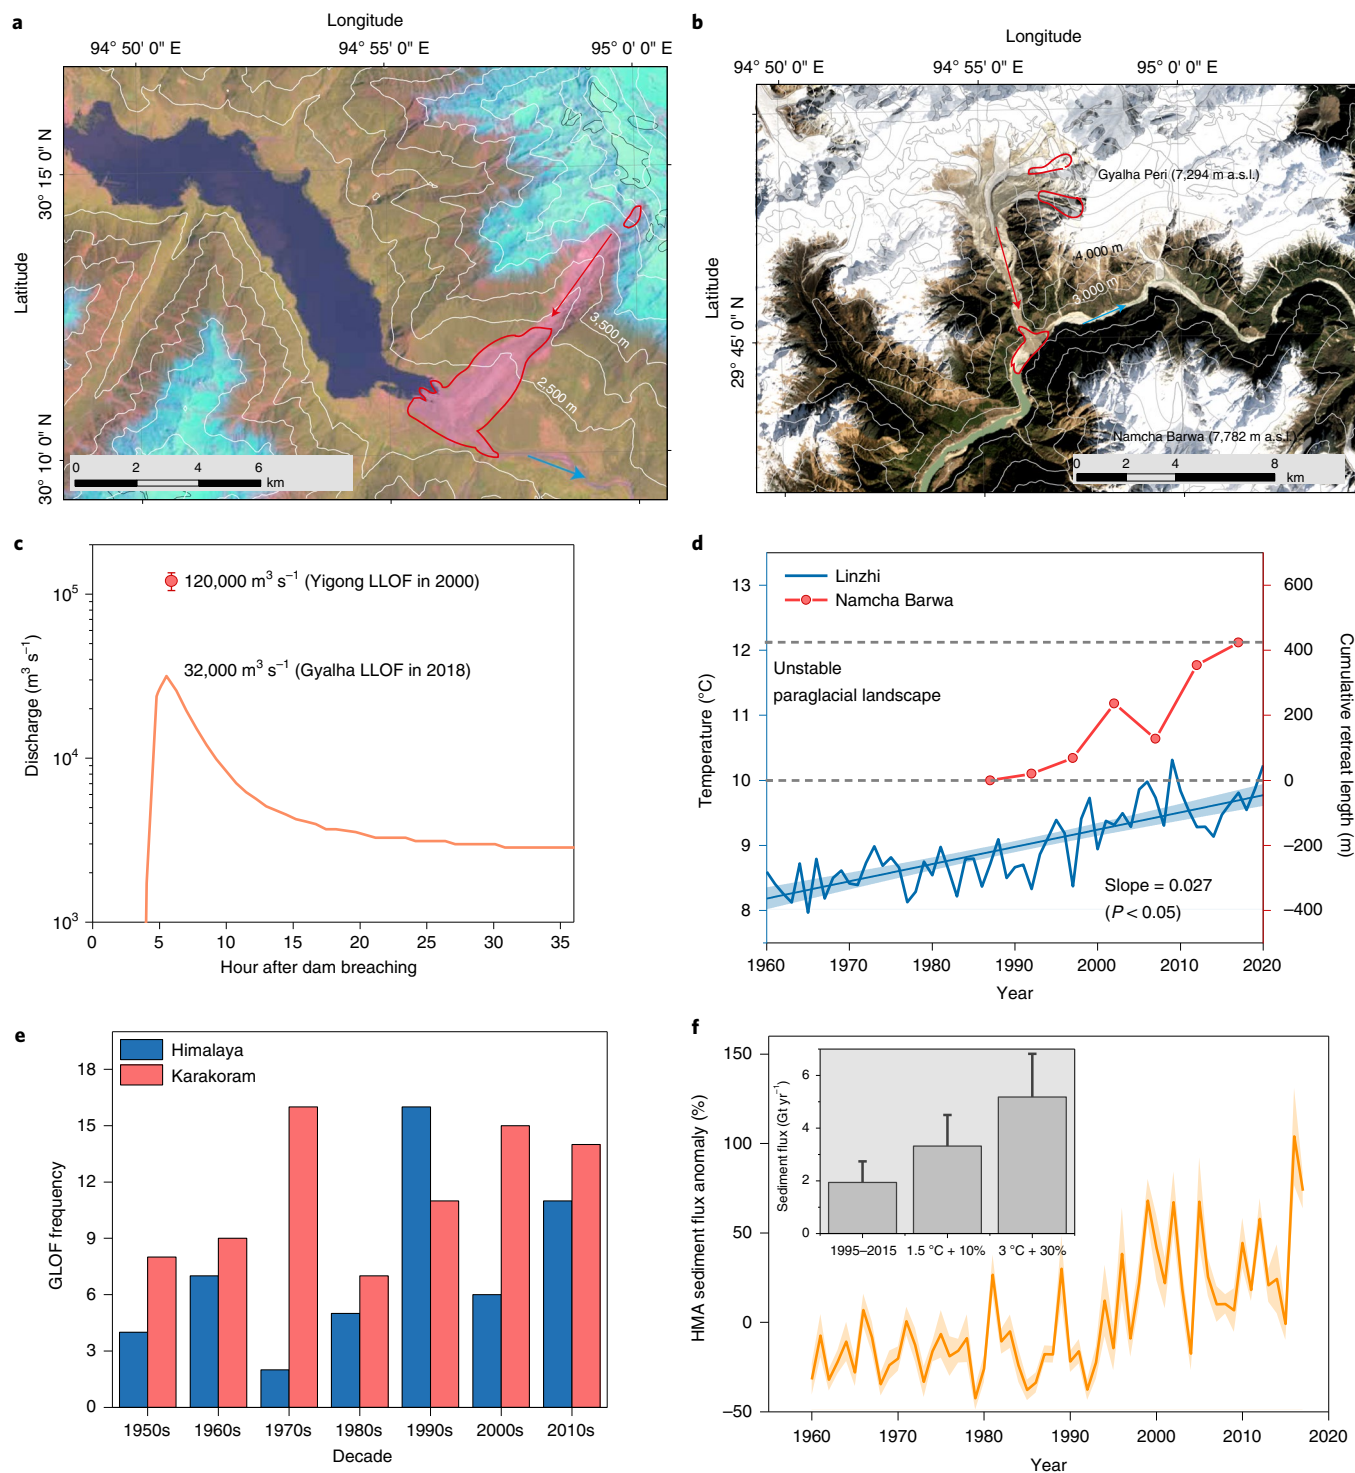 a
Longitude
94° 50' 0" E
94° 55' 0" E
95° 0' 0" E
Latitude
30° 15' 0" N
30° 10' 0" N
3,500 m
2,500 m
0 2 4 6
km
b
Longitude
94° 50' 0" E
94° 55' 0" E
95° 0' 0" E
Latitude
29° 45' 0" N
Gyalha Peri (7,294 m a.s.l.)
4,000 m
3,000 m
Namcha Barwa (7,782 m a.s.l.)
0 2 4 8
km
c
Discharge (m³ s⁻¹)
10⁵
10⁴
10³
120,000 m³ s⁻¹ (Yigong LLOF in 2000)
32,000 m³ s⁻¹ (Gyalha LLOF in 2018)
0 5 10 15 20 25 30 35
Hour after dam breaching
d
Temperature (°C)
13
12
11
10
9
8
Linzhi
Namcha Barwa
Unstable
paraglacial landscape
Slope = 0.027
(P < 0.05)
600
400
200
0
−200
−400
Cumulative retreat length (m)
1960 1970 1980 1990 2000 2010 2020
Year
e
GLOF frequency
18
15
12
9
6
3
0
Himalaya
Karakoram
1950s 1960s 1970s 1980s 1990s 2000s 2010s
Decade
f
HMA sediment flux anomaly (%)
150
100
50
0
−50
Sediment flux (Gt yr⁻¹)
6
4
2
0
1995–2015 1.5 °C + 10% 3 °C + 30%
1960 1970 1980 1990 2000 2010 2020
Year